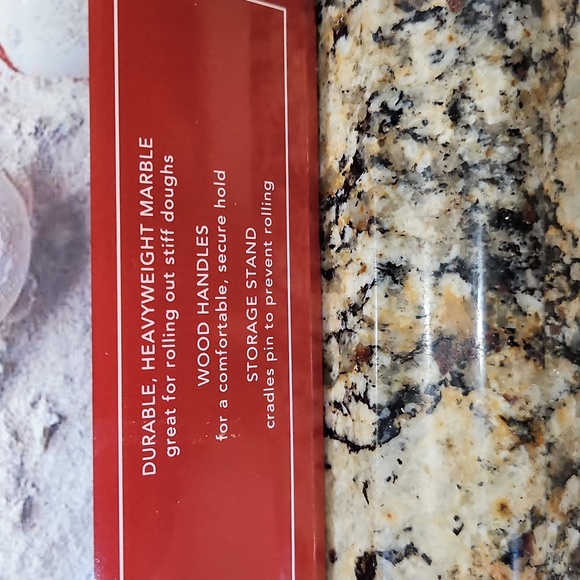 DURABLE, HEAVYWEIGHT MARBLE
great for rolling out stiff doughs
WOOD HANDLES
for a comfortable, secure hold
STORAGE STAND
cradles pin to prevent rolling